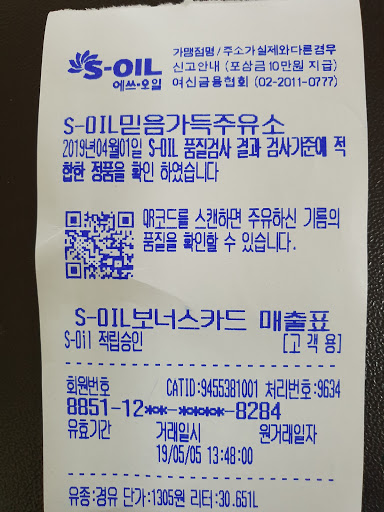 가맹점명/주소가실제와다른경우
S-OIL 신고안내 (포상금10만원 지급)
에쓰-오일 여신금융협회 (02-2011-0777)
S-OIL믿음가득주유소
2019년04월01일 S-OIL 품질검사 결과 검사기준에 적
합한 정품을 확인 하였습니다
QR코드를 스캔하면 주유하신 기름의
품질을 확인할 수 있습니다.
S-OIL보너스카드 매출표
S-Oil 적립승인 [고 객 용]
회원번호 CATID:9455381001 처리번호:9634
8851-12**-****-8284
유효기간 거래일시 원거래일자
19/05/05 13:48:00
유종:경유 단가:1305원 리터:30.651L